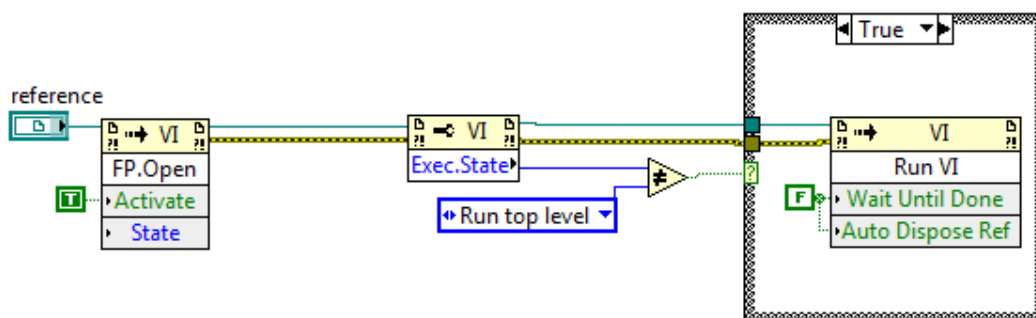 True
reference
VI
FP.Open
T
Activate
State
VI
Exec.State
Run top level
≠
?
VI
Run VI
F
Wait Until Done
Auto Dispose Ref